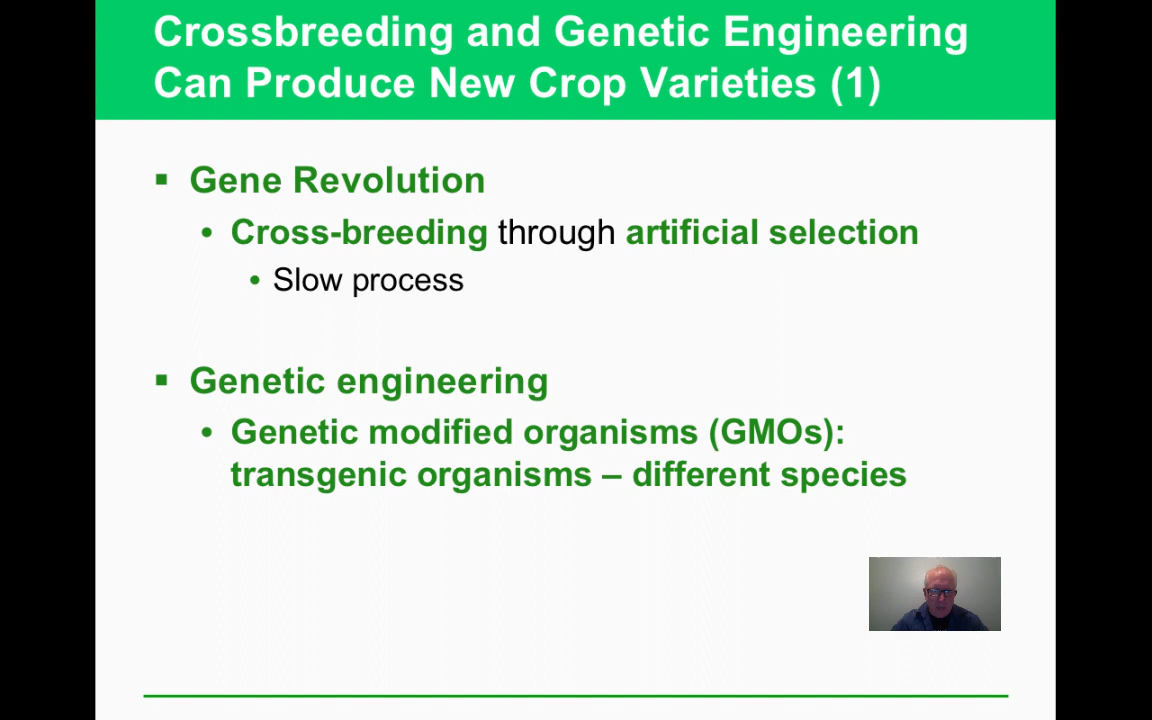 Crossbreeding and Genetic Engineering
Can Produce New Crop Varieties (1)
▪ Gene Revolution
• Cross-breeding through artificial selection
• Slow process
▪ Genetic engineering
• Genetic modified organisms (GMOs):
transgenic organisms – different species